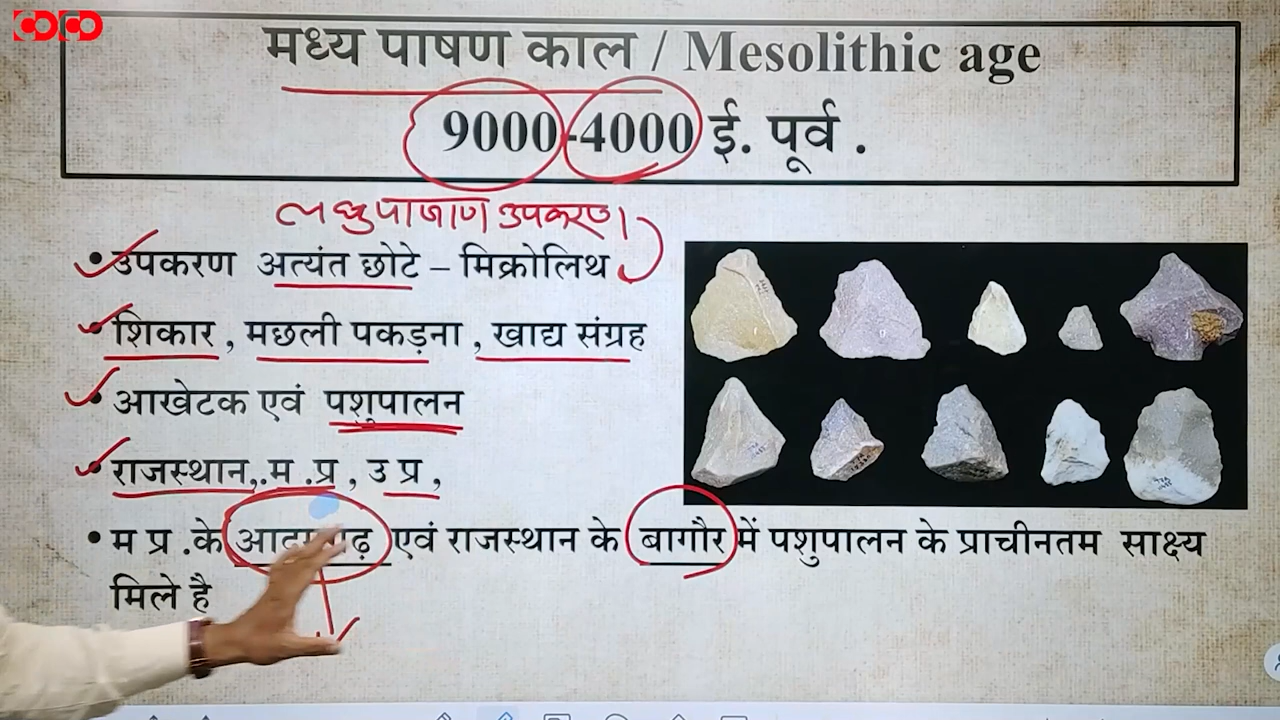 COCO
मध्य पाषण काल / Mesolithic age
9000-4000 ई. पूर्व .
लघुपाषाण उपकरण
• उपकरण अत्यंत छोटे – मिक्रोलिथ
• शिकार , मछली पकड़ना , खाद्य संग्रह
• आखेटक एवं पशुपालन
• राजस्थान,.म .प्र , उ प्र ,
• म प्र .के एवं राजस्थान के बागौर में पशुपालन के प्राचीनतम साक्ष्य
मिले है